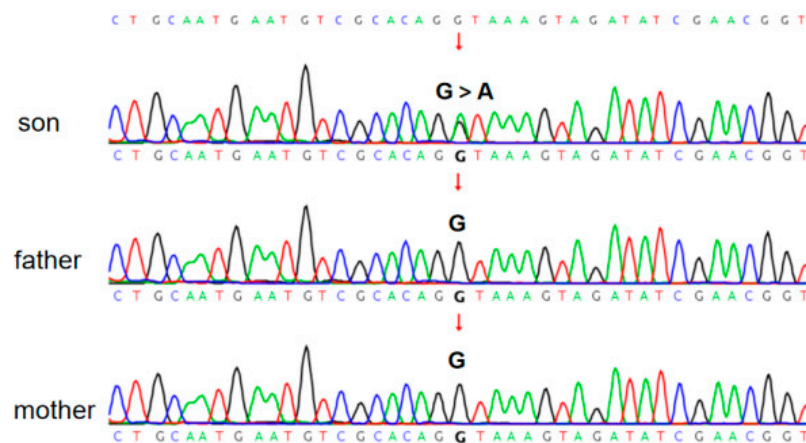 C T G C A A T G A A T G T C G C A C A G G T A A A G T A G A T A T C G A A C G G T
G > A
son
C T G C A A T G A A T G T C G C A C A G G T A A A G T A G A T A T C G A A C G G T
G
father
C T G C A A T G A A T G T C G C A C A G G T A A A G T A G A T A T C G A A C G G T
G
mother
C T G C A A T G A A T G T C G C A C A G G T A A A G T A G A T A T C G A A C G G T